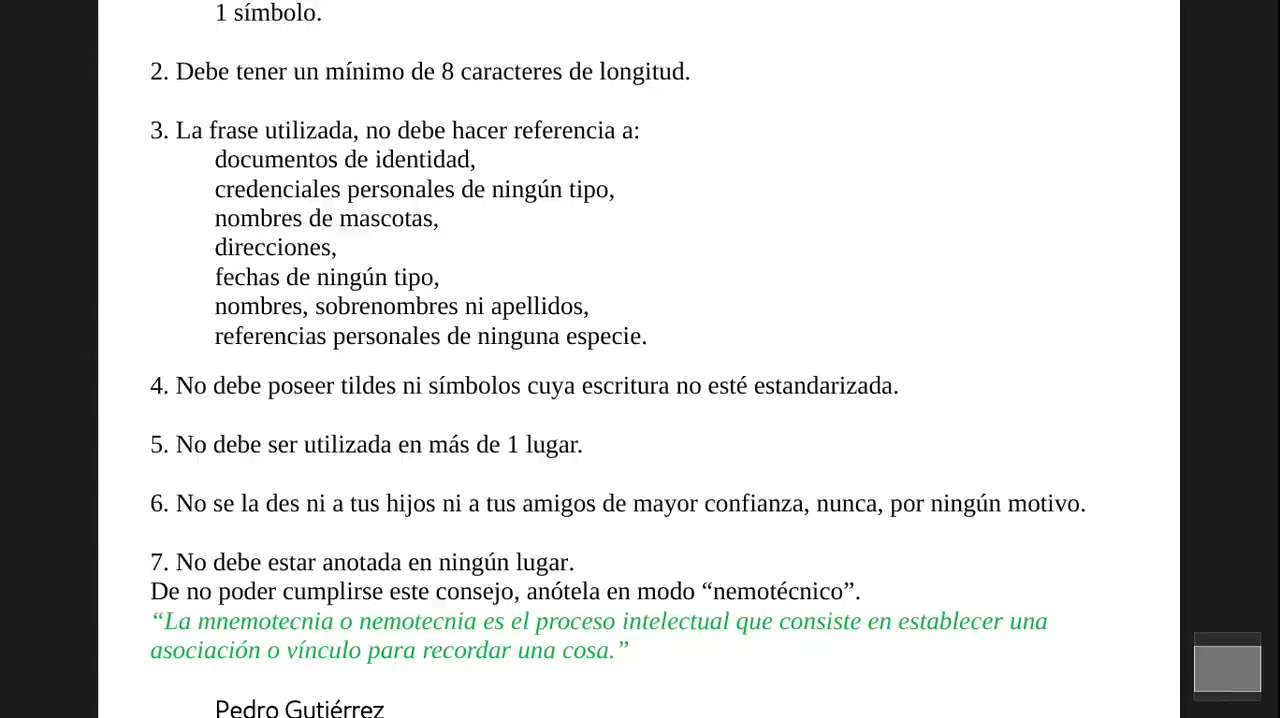 1 símbolo.
2. Debe tener un mínimo de 8 caracteres de longitud.
3. La frase utilizada, no debe hacer referencia a:
documentos de identidad,
credenciales personales de ningún tipo,
nombres de mascotas,
direcciones,
fechas de ningún tipo,
nombres, sobrenombres ni apellidos,
referencias personales de ninguna especie.
4. No debe poseer tildes ni símbolos cuya escritura no esté estandarizada.
5. No debe ser utilizada en más de 1 lugar.
6. No se la des ni a tus hijos ni a tus amigos de mayor confianza, nunca, por ningún motivo.
7. No debe estar anotada en ningún lugar.
De no poder cumplirse este consejo, anótela en modo “nemotécnico”.
“La mnemotecnia o nemotecnia es el proceso intelectual que consiste en establecer una
asociación o vínculo para recordar una cosa.”
Pedro Gutiérrez